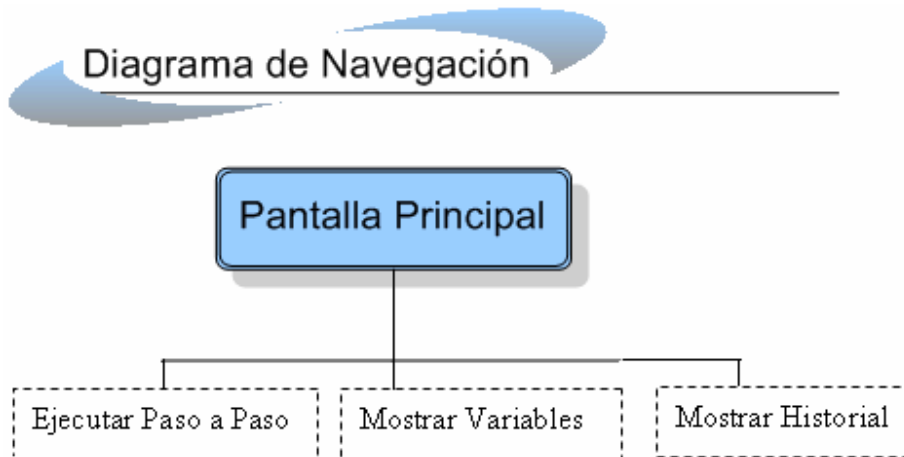 Diagrama de Navegación
Pantalla Principal
Ejecutar Paso a Paso
Mostrar Variables
Mostrar Historial